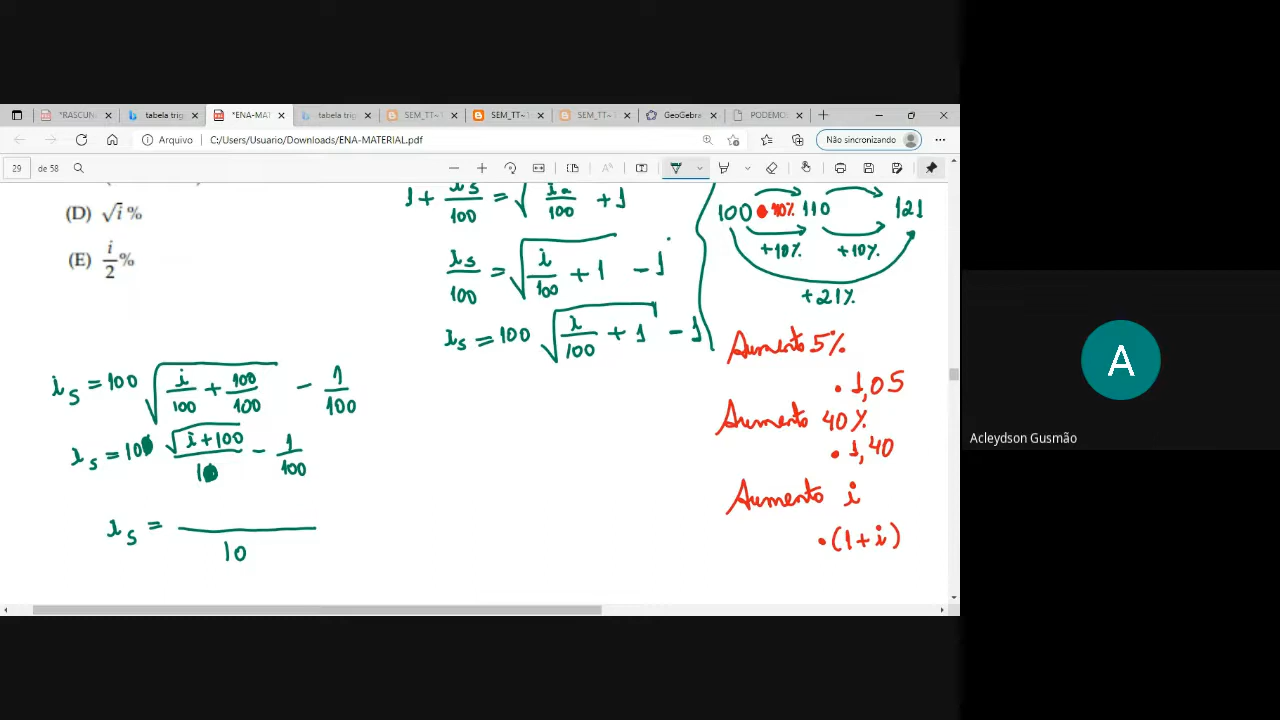 *RASCUN
tabela trig
*ENA-MAT
tabela trig
SEM_TT~
SEM_TT~
SEM_TT~
GeoGebra
PODEMO
Arquivo
C:/Users/Usuario/Downloads/ENA-MATERIAL.pdf
Não sincronizando
29 de 58
(D) √i %
(E) i/2 %
1 + is/100 = √ia/100 + 1
is/100 = √(i/100 + 1) - 1
is = 100 √(i/100 + 1) - 1
is = 100 √(i/100 + 100/100) - 1/100
is = 100 √(i+100)/10 - 1/100
is = ―/10
100 • 10% 110 121
+10% +10%
+21%
Aumento 5%
• 1,05
Aumento 40%
• 1,40
Aumento i
• (1+i)
A
Acleydson Gusmão